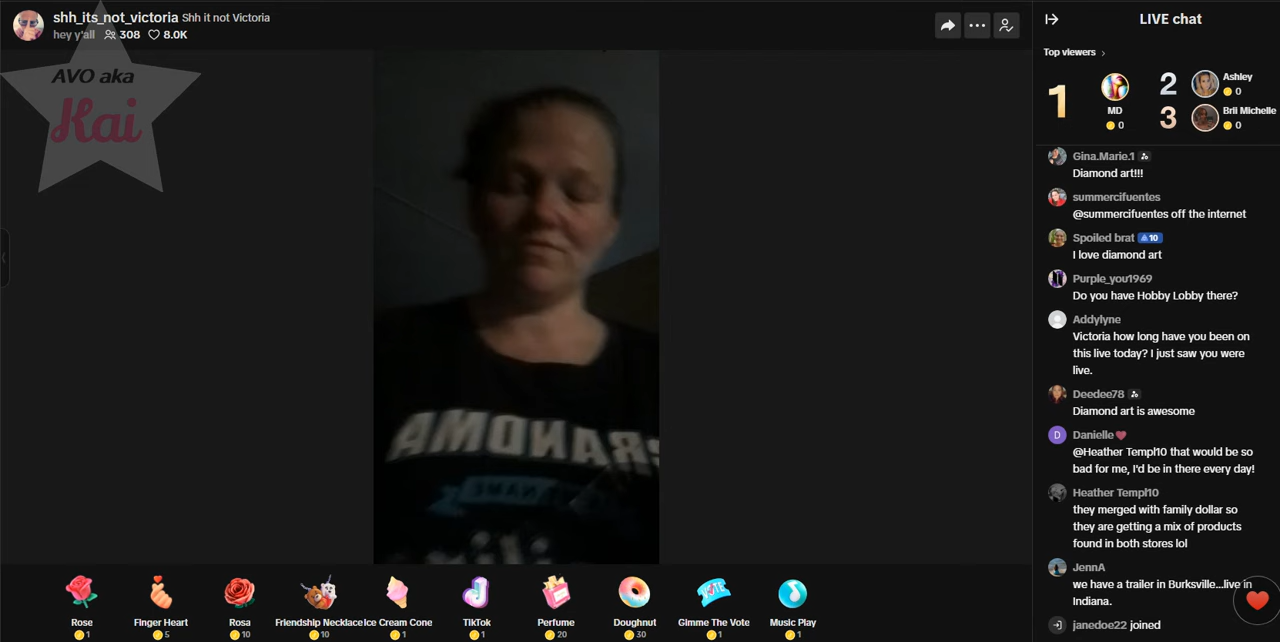 shh_its_not_victoria Shh it not Victoria
hey y'all 308 8.0K
AVO aka
Kai
GRANDMA
NAME
Rose
1
Finger Heart
5
Rosa
10
Friendship Necklace
10
Ice Cream Cone
1
TikTok
1
Perfume
20
Doughnut
30
VOTE
Gimme The Vote
1
Music Play
1
LIVE chat
Top viewers
1
MD
0
2
Ashley
0
3
Brii Michelle
0
Gina.Marie.1
Diamond art!!!
summercifuentes
@summercifuentes off the internet
Spoiled brat 10
I love diamond art
Purple_you1969
Do you have Hobby Lobby there?
Addylyne
Victoria how long have you been on
this live today? I just saw you were
live.
Deedee78
Diamond art is awesome
D
Danielle❤
@Heather Templ10 that would be so
bad for me, I'd be in there every day!
Heather Templ10
they merged with family dollar so
they are getting a mix of products
found in both stores lol
JennA
we have a trailer in Burksville...live in
Indiana.
janedoe22 joined